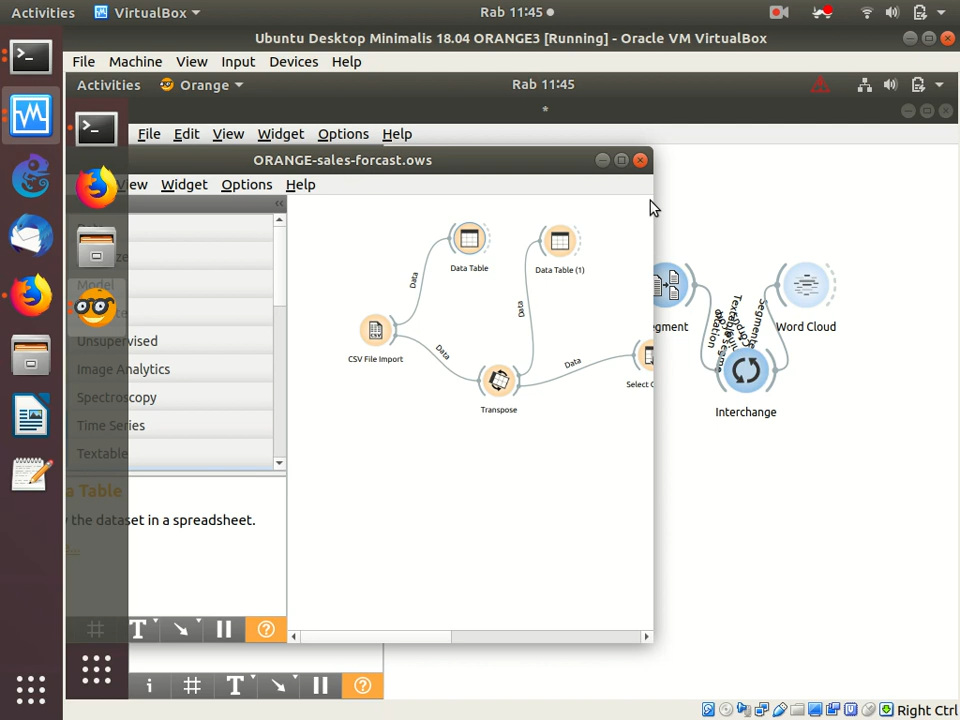 Activities VirtualBox Rab 11:45
Ubuntu Desktop Minimalis 18.04 ORANGE3 [Running] - Oracle VM VirtualBox
File Machine View Input Devices Help
Activities Orange Rab 11:45
*
File Edit View Widget Options Help
ORANGE-sales-forcast.ows
View Widget Options Help
Data Table
Data Table (1)
Data
Data
CSV File Import
Data
Data
Transpose
Unsupervised
Image Analytics
Spectroscopy
Time Series
Textable
Word Cloud
Interchange
a Table
the dataset in a spreadsheet.
Right Ctrl